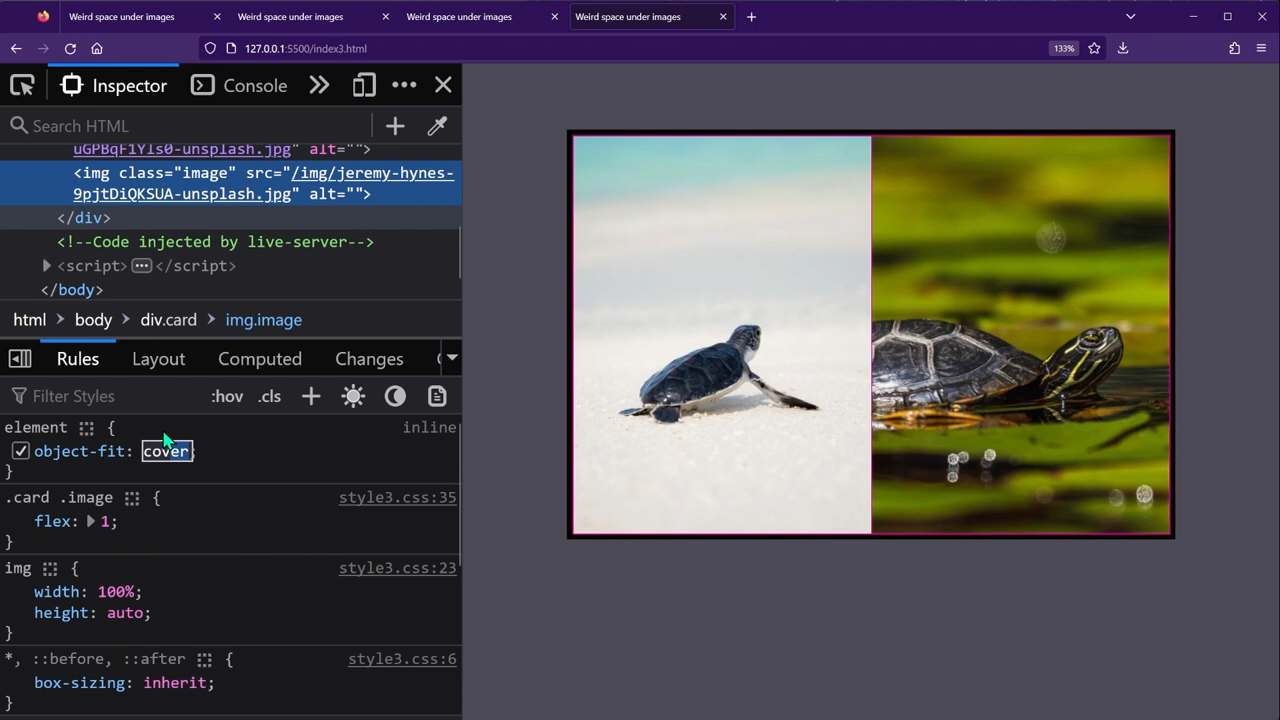 Weird space under images
Weird space under images
Weird space under images
Weird space under images
127.0.0.1:5500/index3.html
133%
Inspector
Console
Search HTML
uGPBqF1Yls0-unsplash.jpg" alt="">
<img class="image" src="/img/jeremy-hynes-
9pjtDiQKSUA-unsplash.jpg" alt="">
</div>
<!--Code injected by live-server-->
<script> ••• </script>
</body>
html > body > div.card > img.image
Rules
Layout
Computed
Changes
Filter Styles
:hov .cls
element { inline
object-fit: cover;
}
.card .image { style3.css:35
flex: 1;
}
img { style3.css:23
width: 100%;
height: auto;
}
*, ::before, ::after { style3.css:6
box-sizing: inherit;
}